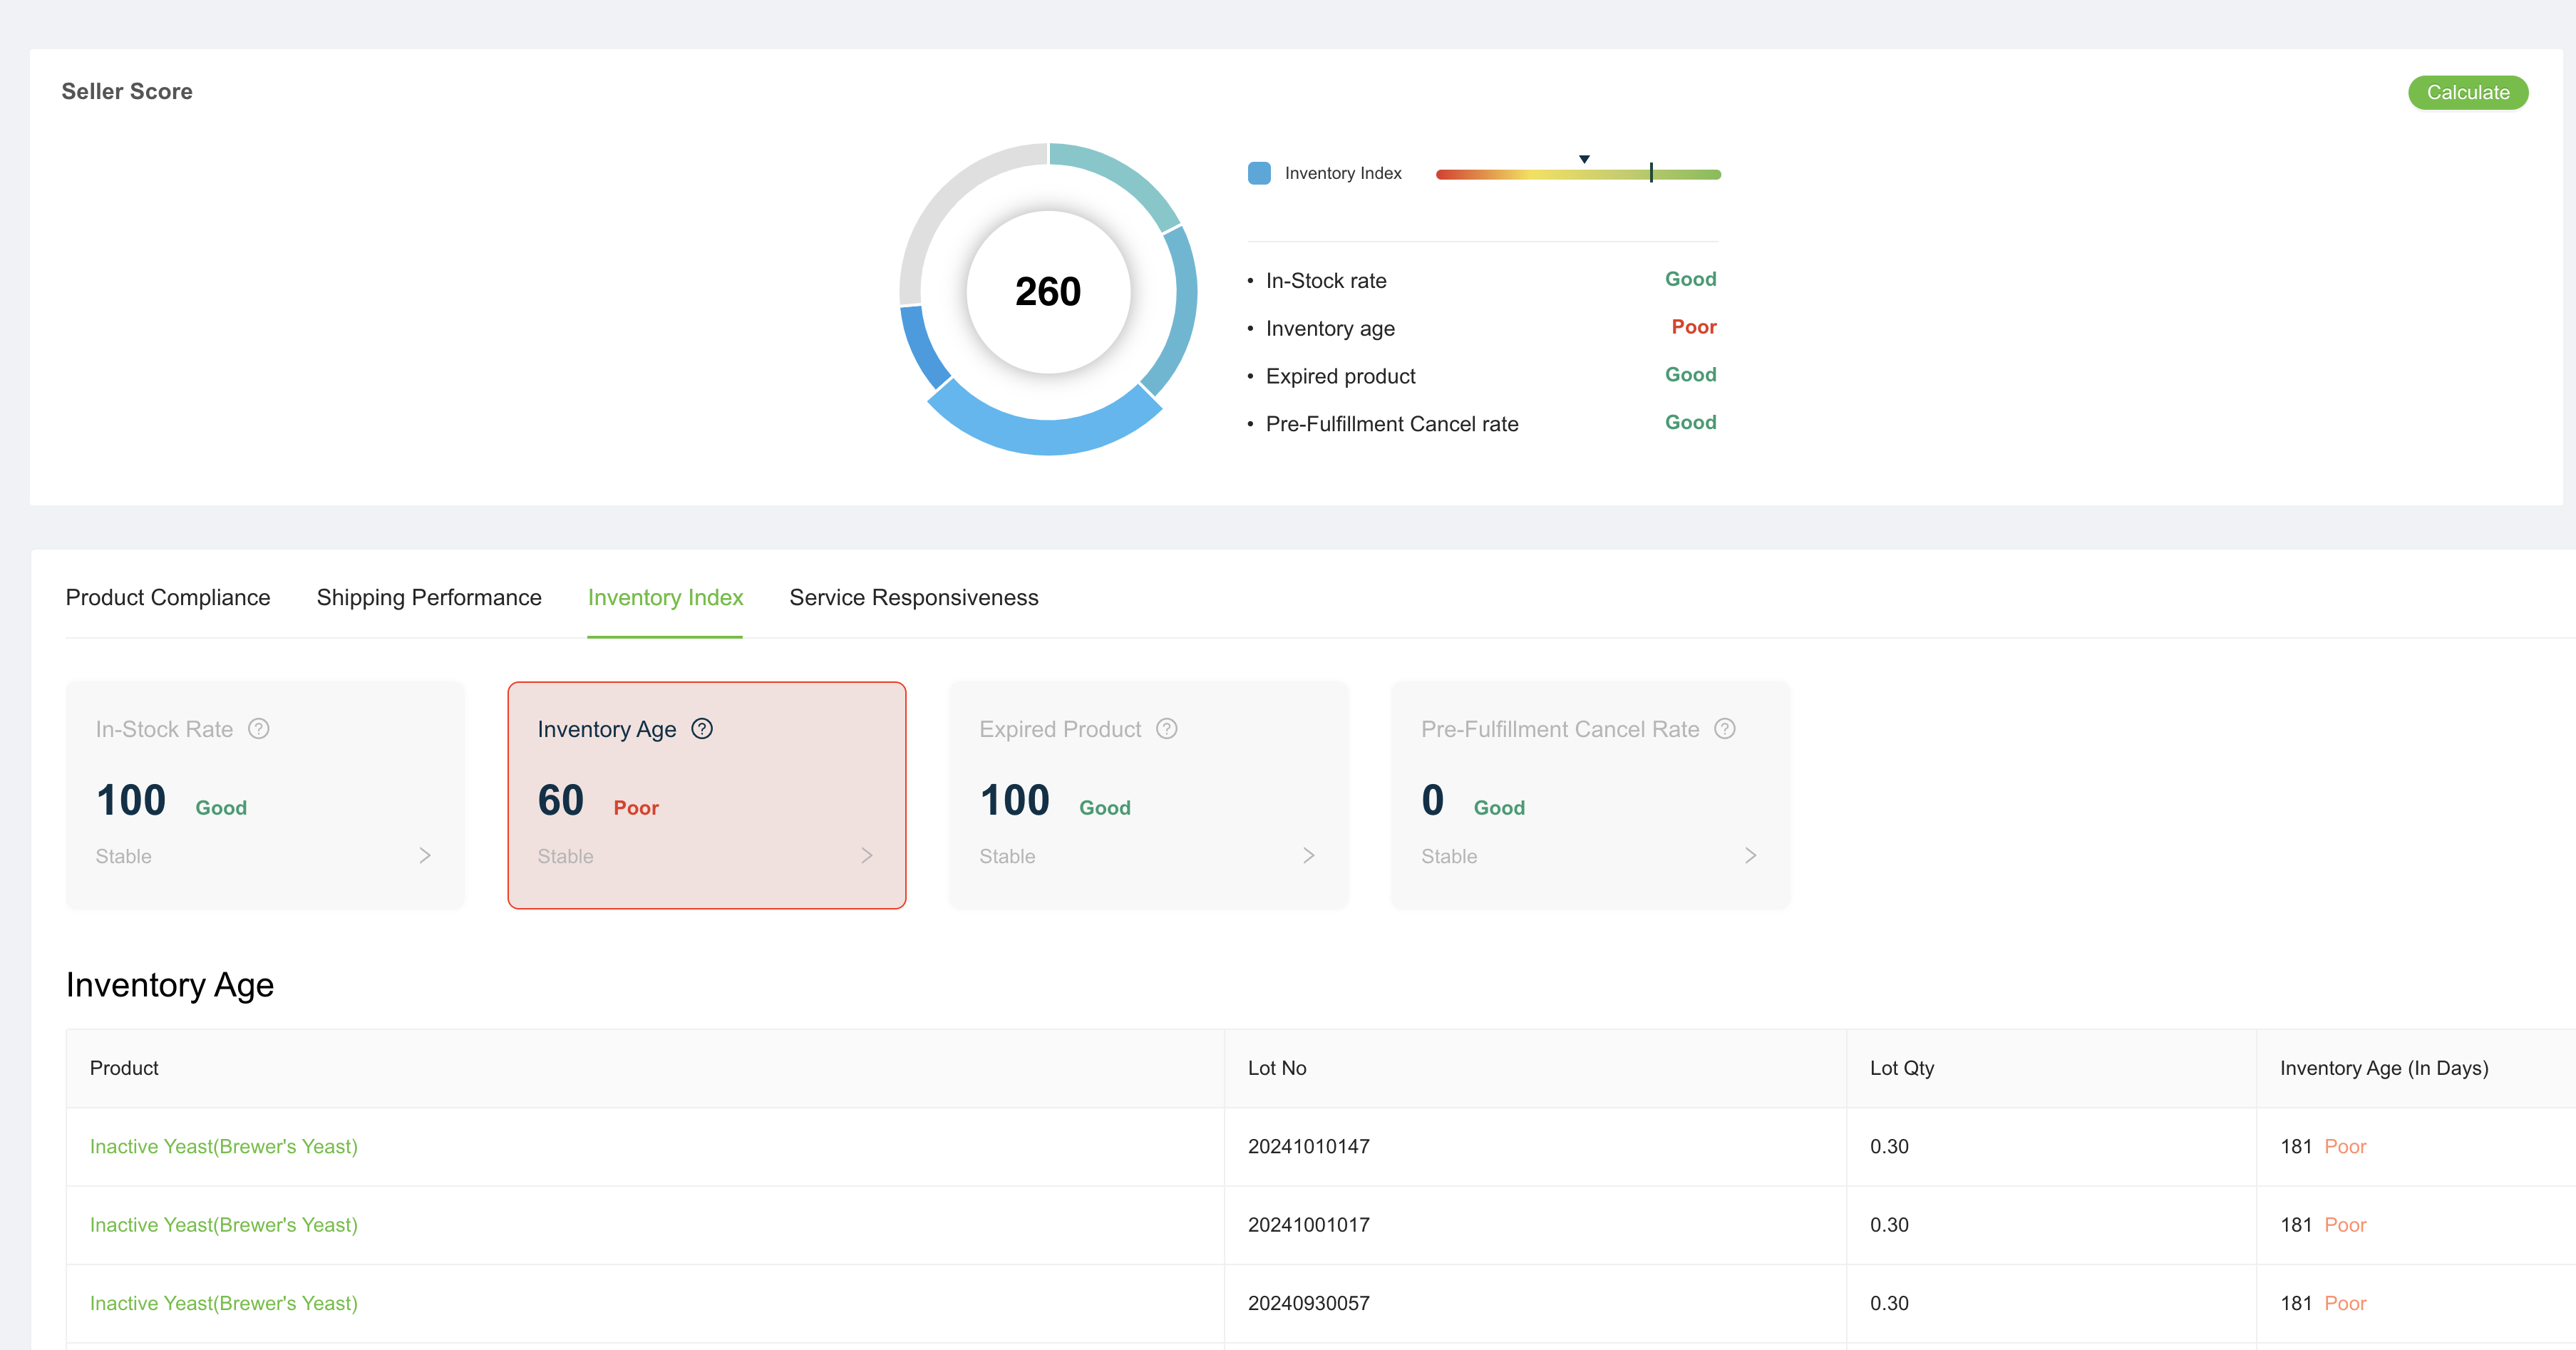 Seller Score
Calculate
260
Inventory Index
• In-Stock rate Good
• Inventory age Poor
• Expired product Good
• Pre-Fulfillment Cancel rate Good
Product Compliance Shipping Performance Inventory Index Service Responsiveness
In-Stock Rate ?
100 Good
Stable
Inventory Age ?
60 Poor
Stable
Expired Product ?
100 Good
Stable
Pre-Fulfillment Cancel Rate ?
0 Good
Stable
Inventory Age
Product Lot No Lot Qty Inventory Age (In Days)
Inactive Yeast(Brewer's Yeast) 20241010147 0.30 181 Poor
Inactive Yeast(Brewer's Yeast) 20241001017 0.30 181 Poor
Inactive Yeast(Brewer's Yeast) 20240930057 0.30 181 Poor